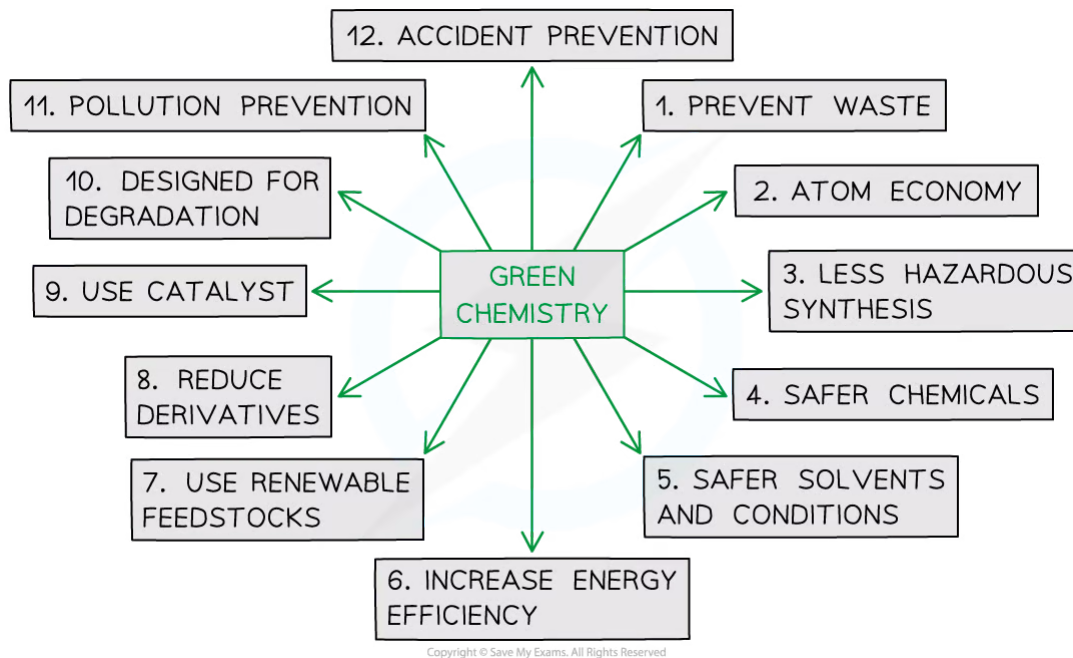 12. ACCIDENT PREVENTION
1. PREVENT WASTE
2. ATOM ECONOMY
3. LESS HAZARDOUS
SYNTHESIS
4. SAFER CHEMICALS
5. SAFER SOLVENTS
AND CONDITIONS
6. INCREASE ENERGY
EFFICIENCY
7. USE RENEWABLE
FEEDSTOCKS
8. REDUCE
DERIVATIVES
9. USE CATALYST
10. DESIGNED FOR
DEGRADATION
11. POLLUTION PREVENTION
GREEN
CHEMISTRY
Copyright © Save My Exams. All Rights Reserved